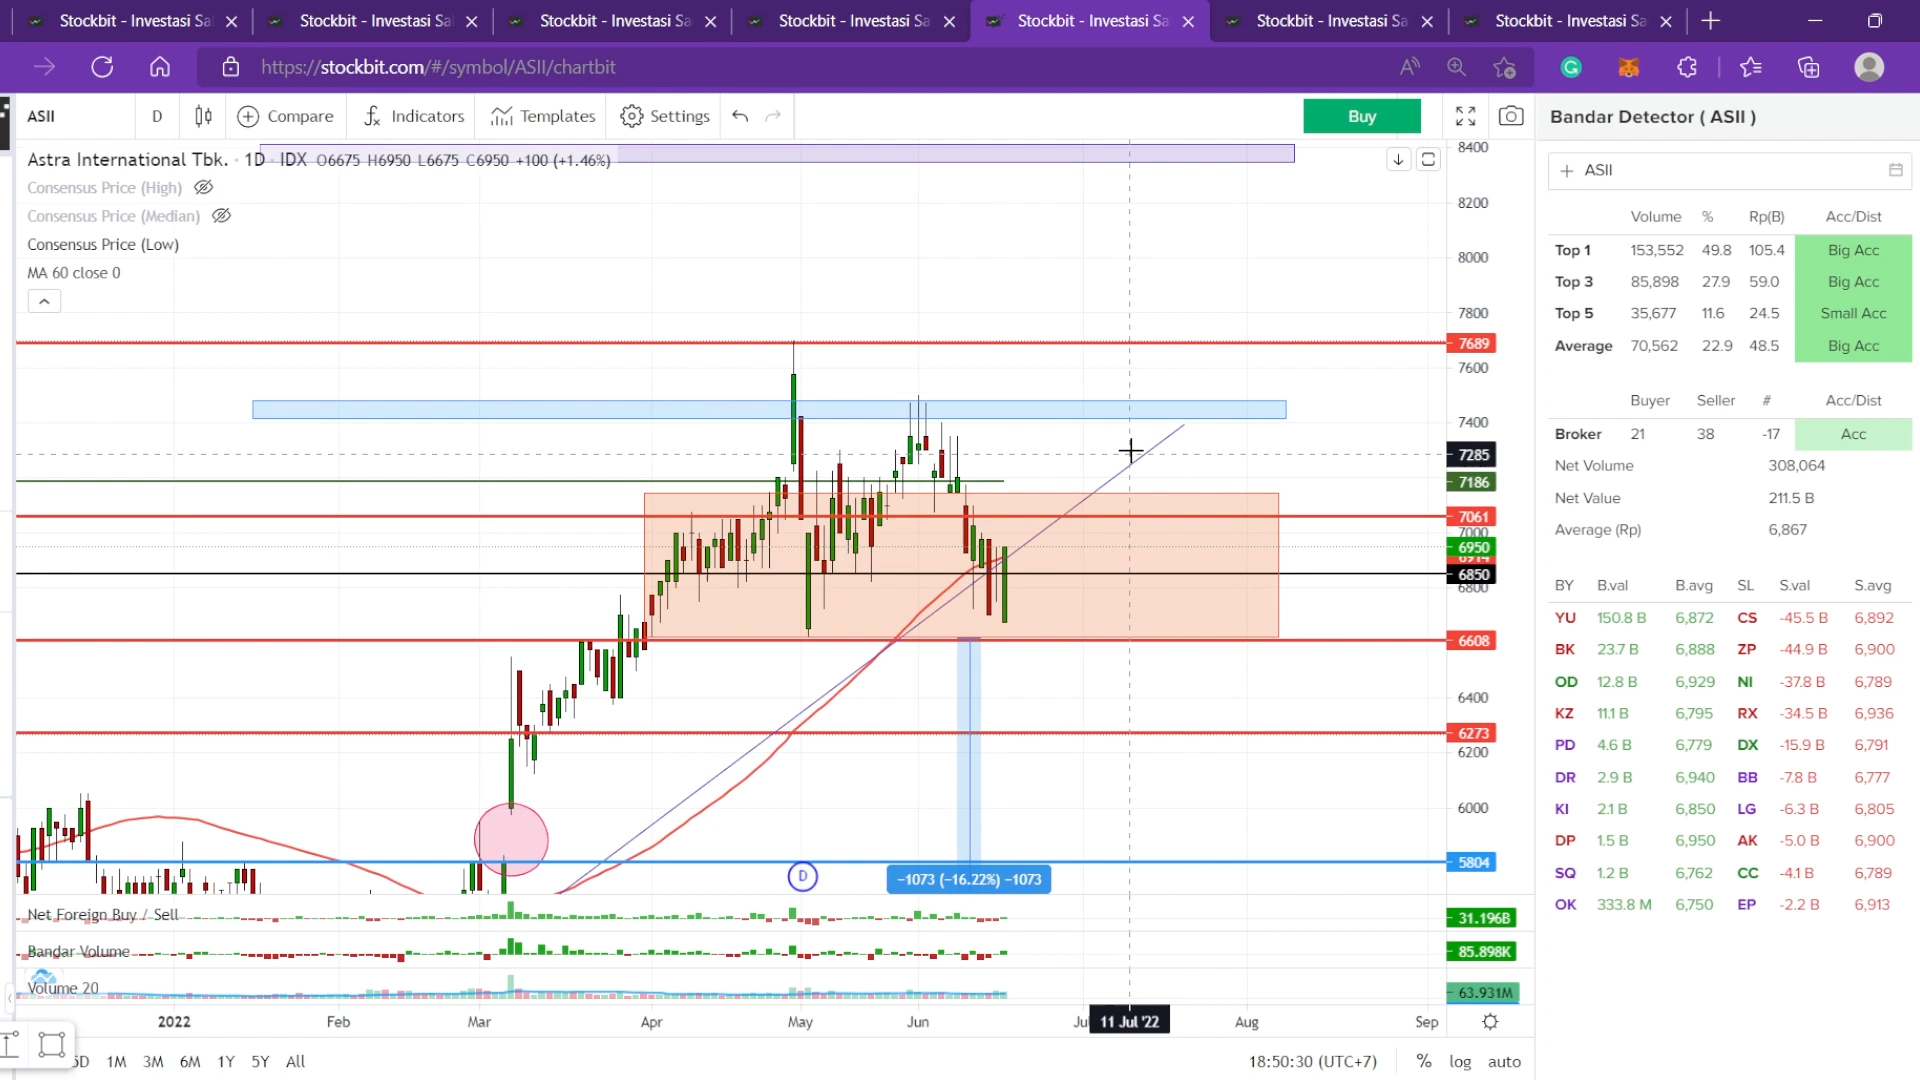 Stockbit - Investasi Sa
Stockbit - Investasi Sa
Stockbit - Investasi Sa
Stockbit - Investasi Sa
Stockbit - Investasi Sa
Stockbit - Investasi Sa
Stockbit - Investasi Sa
https://stockbit.com/#/symbol/ASII/chartbit
ASII
D
Compare
Indicators
Templates
Settings
Buy
Astra International Tbk. · 1D · IDX O6675 H6950 L6675 C6950 +100 (+1.46%)
Consensus Price (High)
Consensus Price (Median)
Consensus Price (Low)
MA 60 close 0
8400
8200
8000
7800
7689
7600
7400
7285
7186
7061
7000
6950
6914
6850
6800
6608
6400
6273
6200
6000
5804
D
−1073 (−16.22%) −1073
Net Foreign Buy / Sell
31.196B
Bandar Volume
85.898K
Volume 20
63.931M
2022 Feb Mar Apr May Jun Jul 11 Jul '22 Aug Sep
5D 1M 3M 6M 1Y 5Y All
18:50:30 (UTC+7) % log auto
Bandar Detector ( ASII )
ASII
Volume % Rp(B) Acc/Dist
Top 1 153,552 49.8 105.4 Big Acc
Top 3 85,898 27.9 59.0 Big Acc
Top 5 35,677 11.6 24.5 Small Acc
Average 70,562 22.9 48.5 Big Acc
Buyer Seller # Acc/Dist
Broker 21 38 -17 Acc
Net Volume 308,064
Net Value 211.5 B
Average (Rp) 6,867
BY B.val B.avg SL S.val S.avg
YU 150.8 B 6,872 CS -45.5 B 6,892
BK 23.7 B 6,888 ZP -44.9 B 6,900
OD 12.8 B 6,929 NI -37.8 B 6,789
KZ 11.1 B 6,795 RX -34.5 B 6,936
PD 4.6 B 6,779 DX -15.9 B 6,791
DR 2.9 B 6,940 BB -7.8 B 6,777
KI 2.1 B 6,850 LG -6.3 B 6,805
DP 1.5 B 6,950 AK -5.0 B 6,900
SQ 1.2 B 6,762 CC -4.1 B 6,789
OK 333.8 M 6,750 EP -2.2 B 6,913